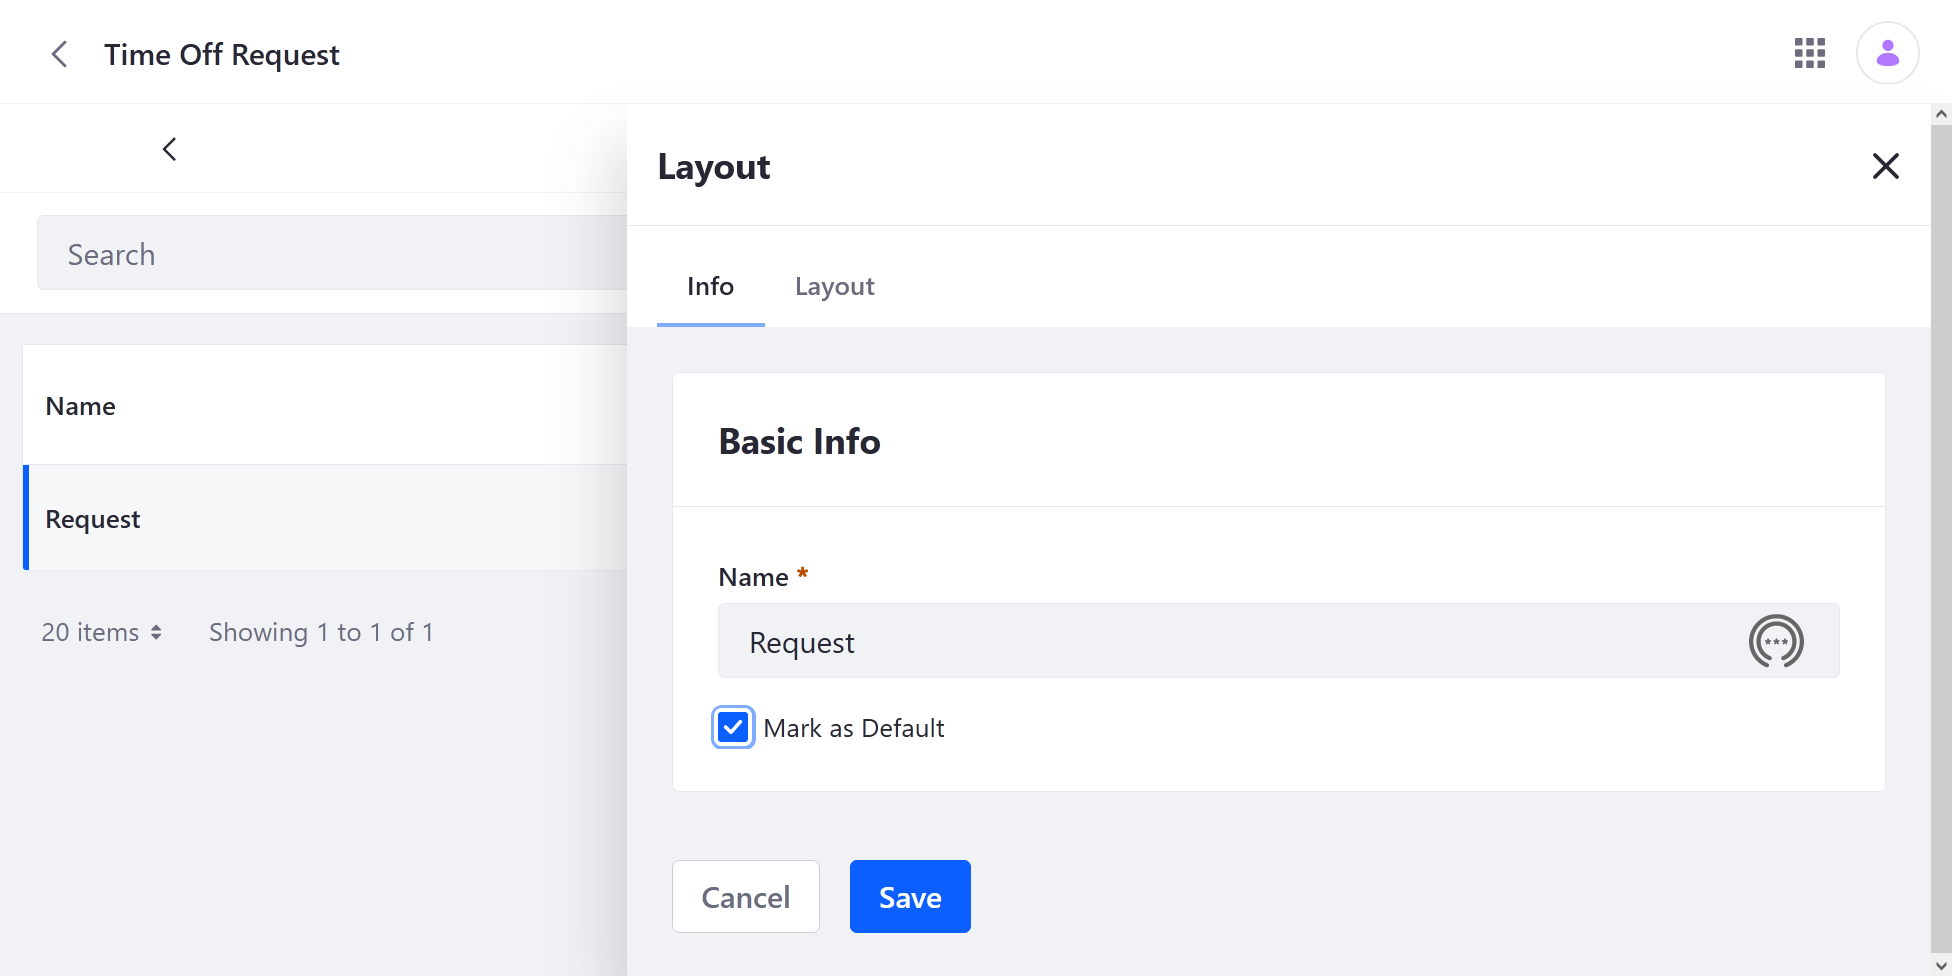 Time Off Request
Search
Name
Request
20 items Showing 1 to 1 of 1
Layout
Info Layout
Basic Info
Name *
Request
Mark as Default
Cancel Save